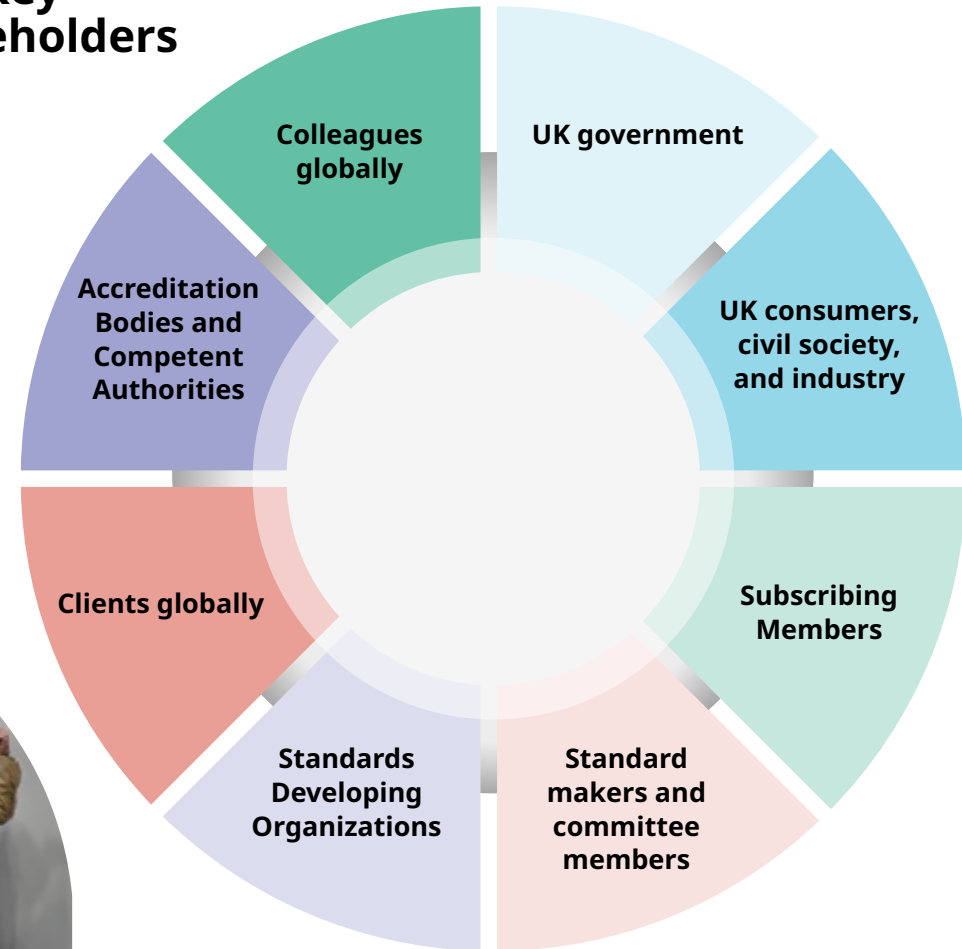 eholders
UK government
UK consumers,
civil society,
and industry
Subscribing
Members
Standard
makers and
committee
members
Standards
Developing
Organizations
Clients globally
Accreditation
Bodies and
Competent
Authorities
Colleagues
globally